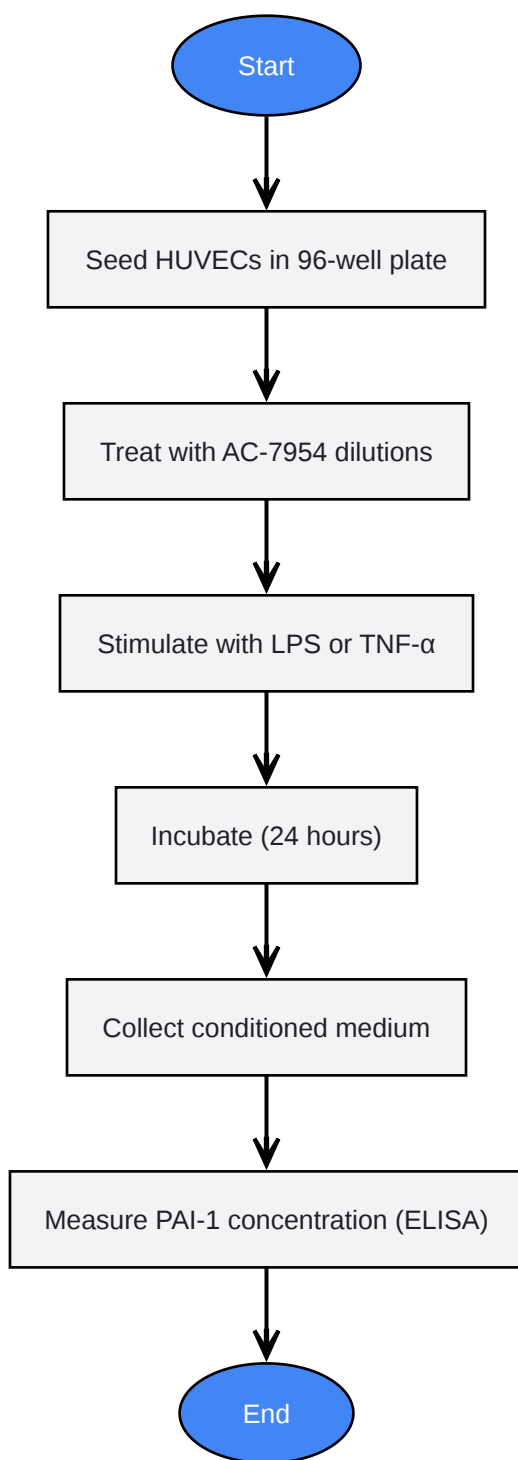 Start
Seed HUVECs in 96-well plate
Treat with AC-7954 dilutions
Stimulate with LPS or TNF-α
Incubate (24 hours)
Collect conditioned medium
Measure PAI-1 concentration (ELISA)
End